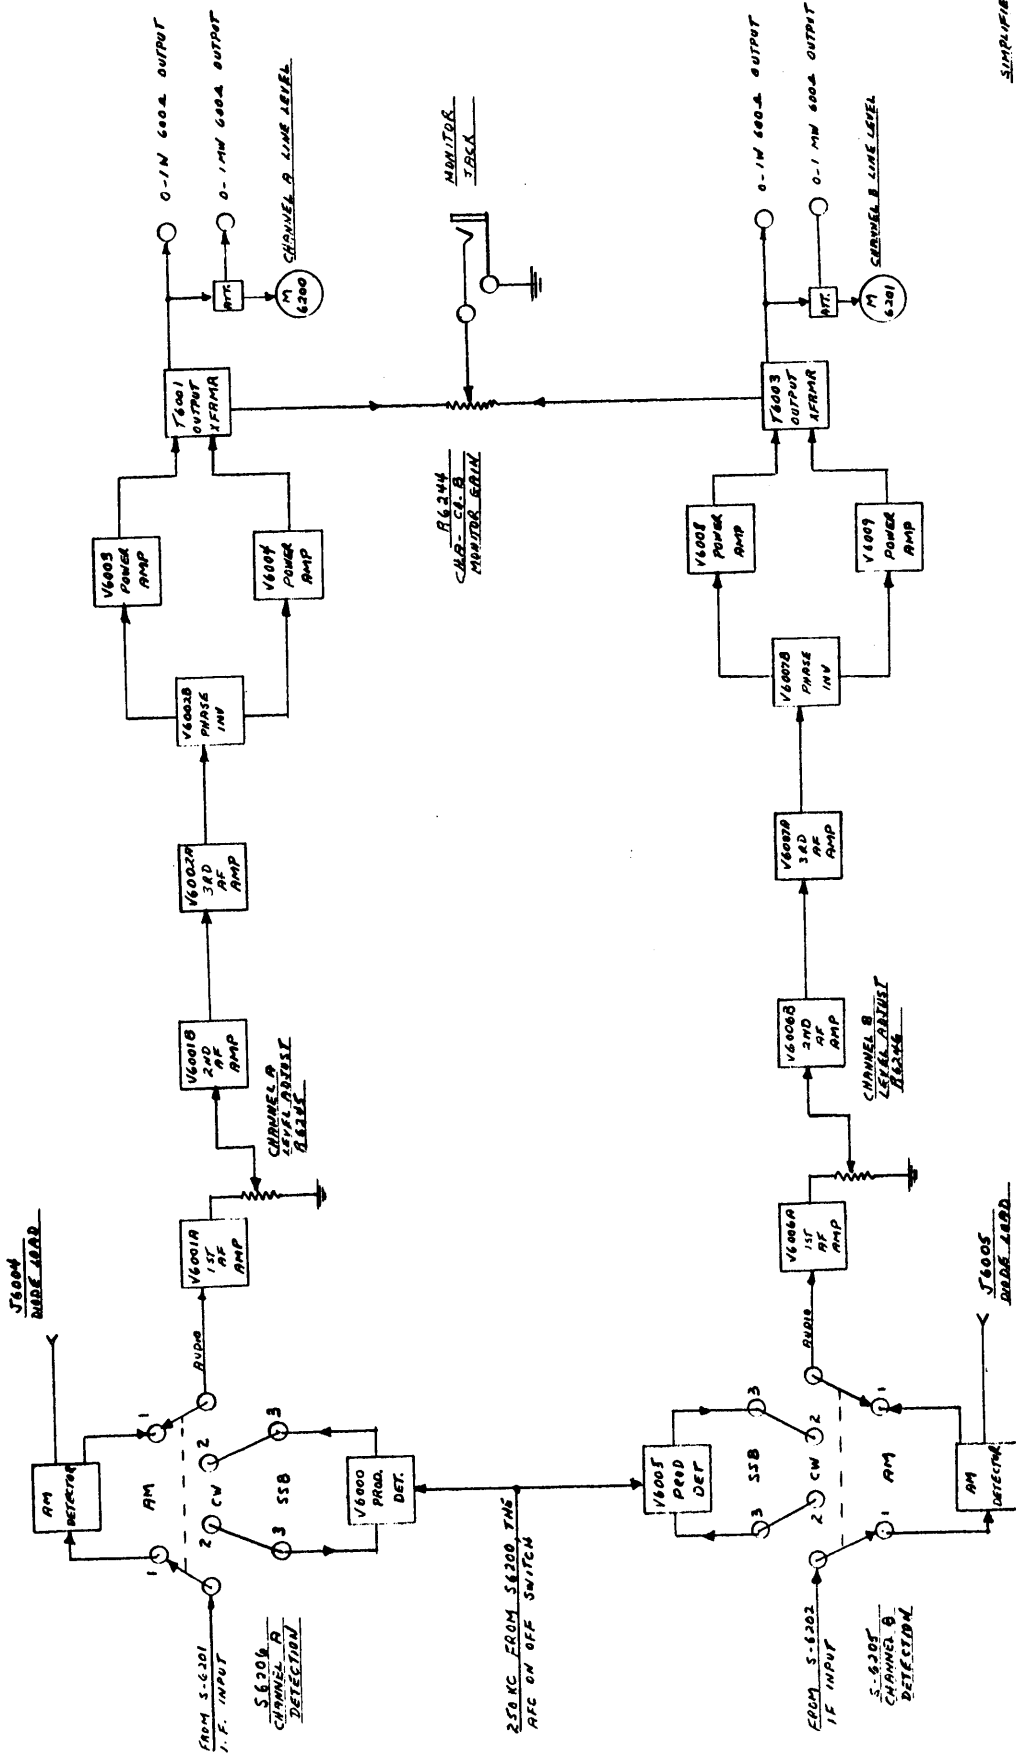 J6004
DIODE LOAD
AM
DETECTOR
1
1
AM
2
2
CW
3
3
SSB
V6000
PROD.
DET.
FROM S-6201
I.F. INPUT
S6206
CHANNEL A
DETECTION
AUDIO
V6001A
1ST
AF
AMP
CHANNEL A
LEVEL ADJUST
R6245
V6001B
2ND
AF
AMP
V6002A
3RD
AF
AMP
V6002B
PHASE
INV
V6003
POWER
AMP
V6004
POWER
AMP
T6001
OUTPUT
XFRMR
0-1W 600Ω OUTPUT
0-1MW 600Ω OUTPUT
ATT.
M
6200
CHANNEL A LINE LEVEL
R6244
CH.A- CH-B
MONITOR GAIN
MONITOR
JACK
250 KC FROM S6200, THE
AFC ON OFF SWITCH
V6005
PROD
DET
3
3
SSB
2
2
CW
1
1
AM
AM
DETECTOR
FROM S-6202
IF INPUT
S-6205
CHANNEL B
DETECTION
J6005
DIODE LOAD
AUDIO
V6006A
1ST
AF
AMP
CHANNEL B
LEVEL ADJUST
R6246
V6006B
2ND
AF
AMP
V6007A
3RD
AF
AMP
V6007B
PHASE
INV
V6008
POWER
AMP
V6009
POWER
AMP
T6003
OUTPUT
XFRMR
0-1W 600Ω OUTPUT
0-1 MW 600Ω OUTPUT
ATT.
M
6201
CHANNEL B LINE LEVEL